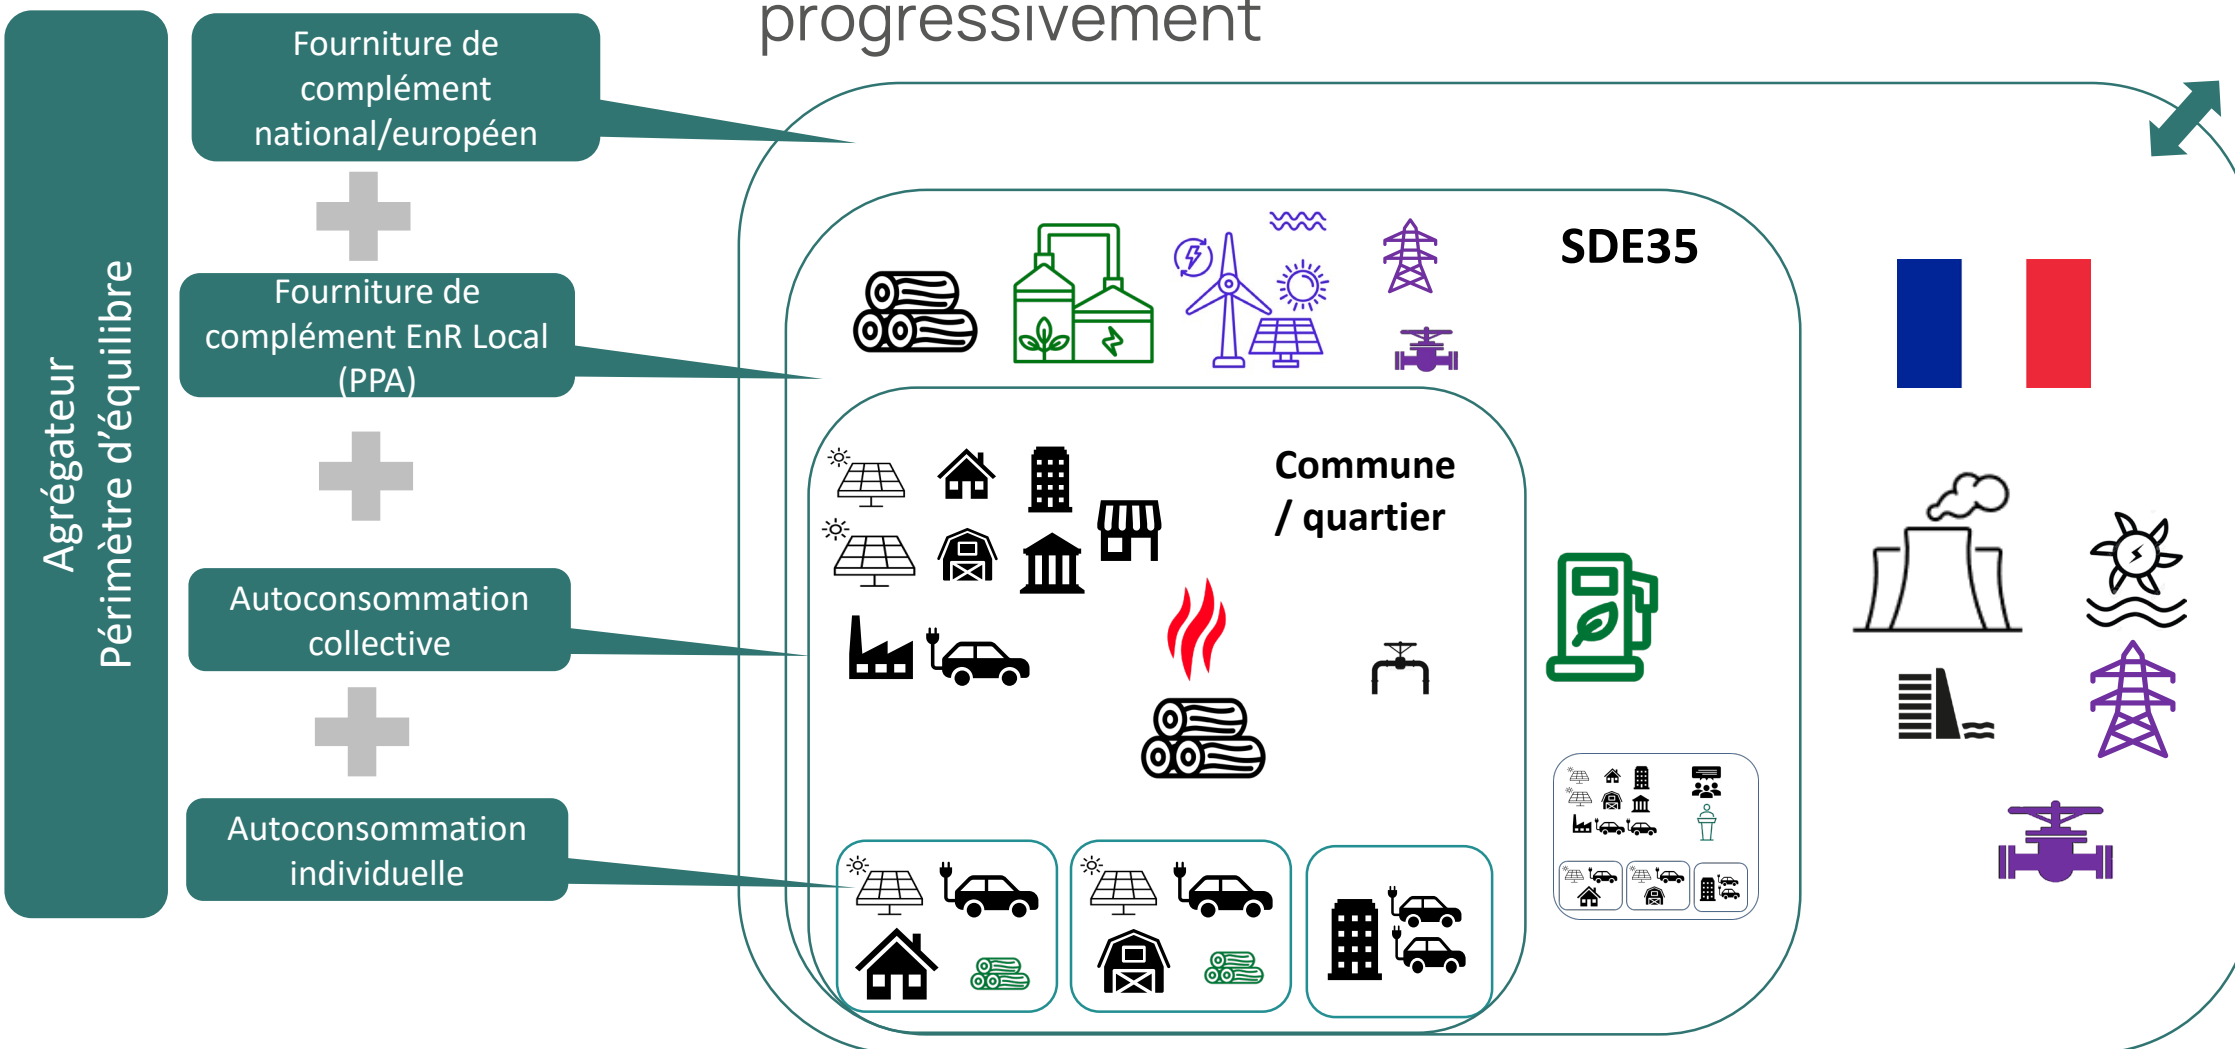 progressivement
Agrégateur
Périmètre d'équilibre
Fourniture de
complément
national/européen
Fourniture de
complément EnR Local
(PPA)
Autoconsommation
collective
Autoconsommation
individuelle
SDE35
Commune
/ quartier